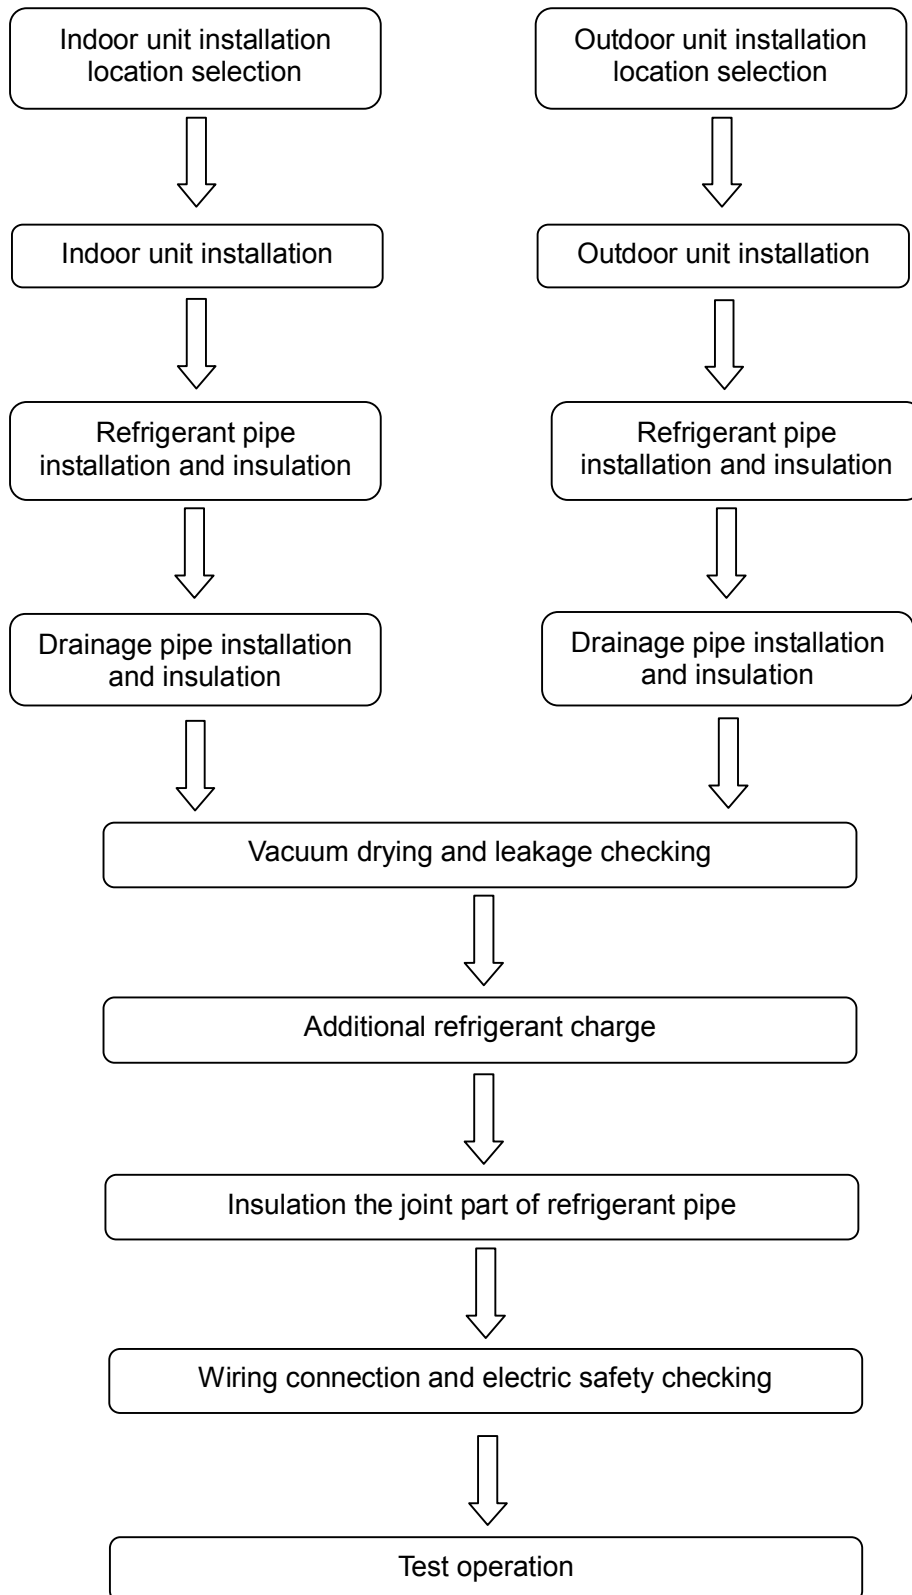 Indoor unit installation
location selection
Outdoor unit installation
location selection
Indoor unit installation
Outdoor unit installation
Refrigerant pipe
installation and insulation
Refrigerant pipe
installation and insulation
Drainage pipe installation
and insulation
Drainage pipe installation
and insulation
Vacuum drying and leakage checking
Additional refrigerant charge
Insulation the joint part of refrigerant pipe
Wiring connection and electric safety checking
Test operation